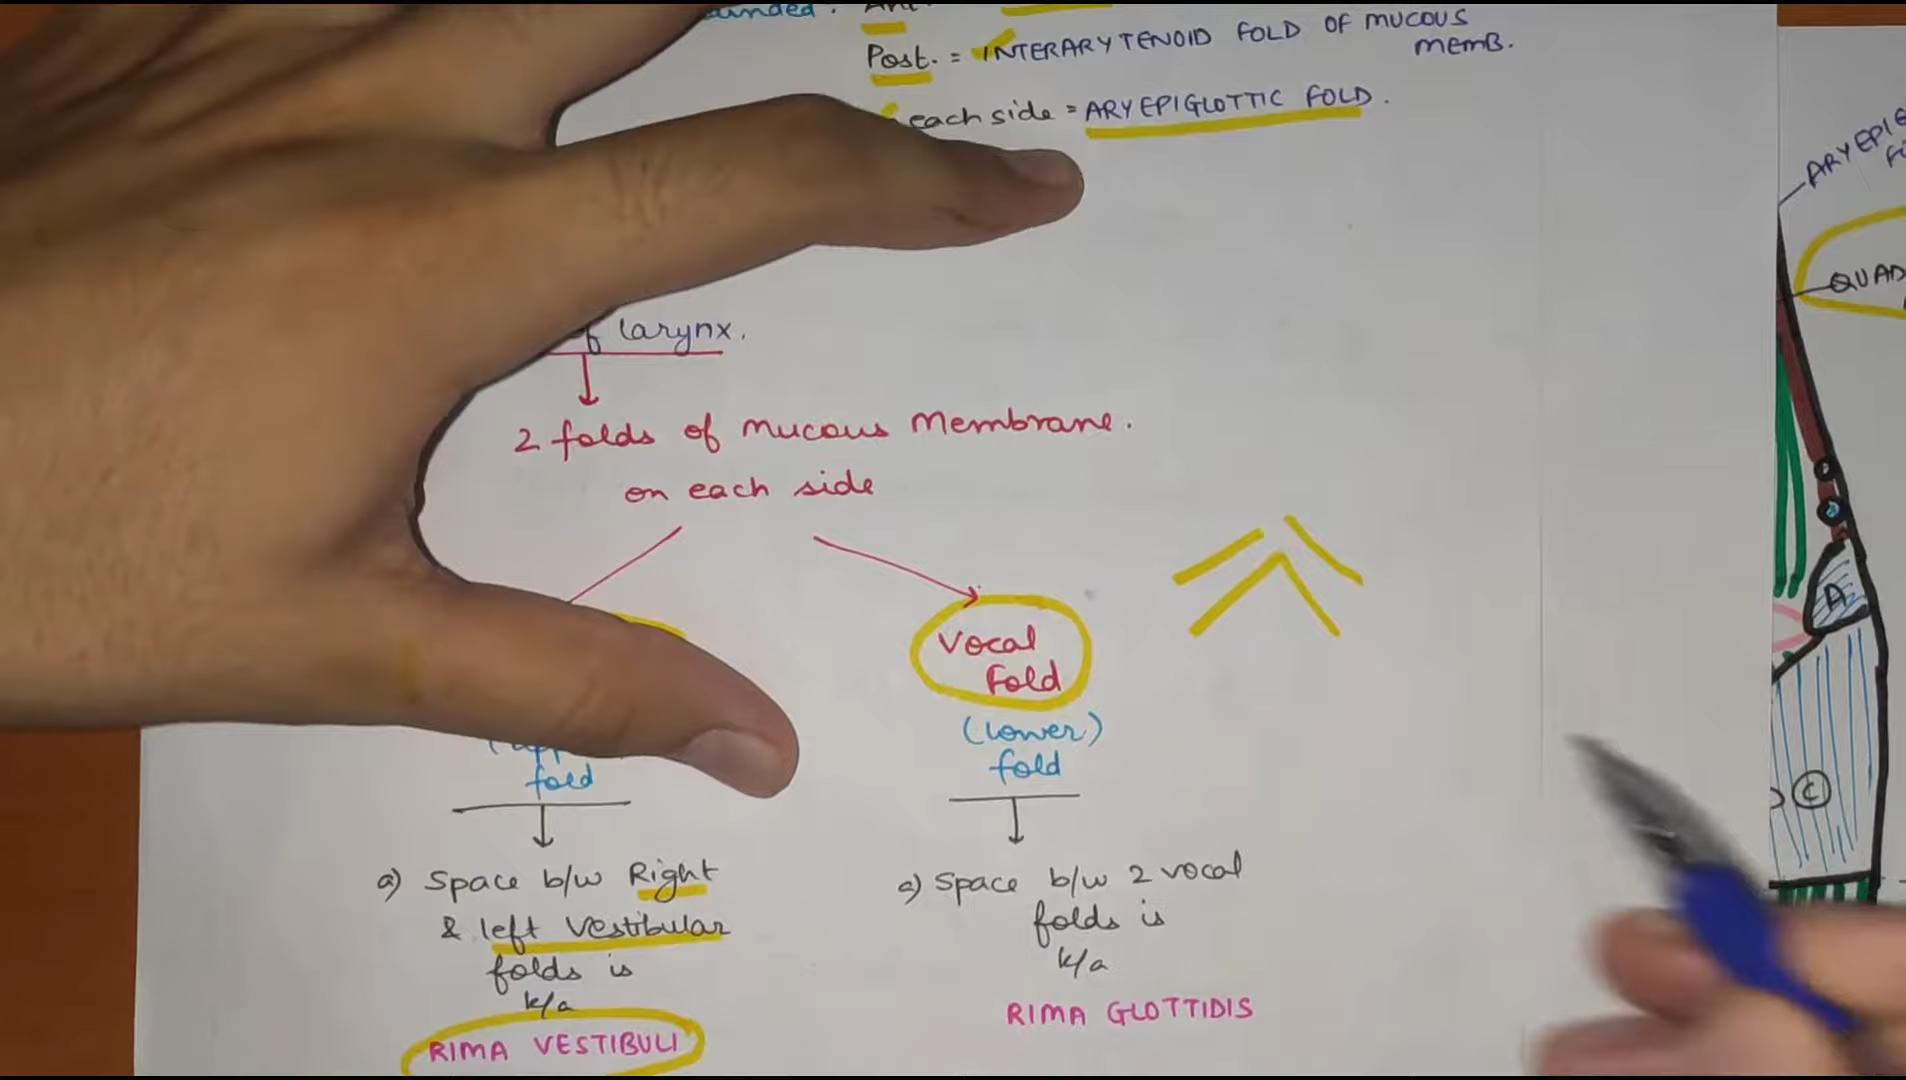 Post. = INTERARYTENOID FOLD OF MUCOUS
MEMB.
each side = ARYEPIGLOTTIC FOLD.
of larynx.
2 folds of mucous Membrane.
on each side
Vocal
Fold
(lower)
fold
fold
a) Space b/w Right
& left Vestibular
folds is
k/a
RIMA VESTIBULI
a) Space b/w 2 vocal
folds is
k/a
RIMA GLOTTIDIS
QUAD
A
C